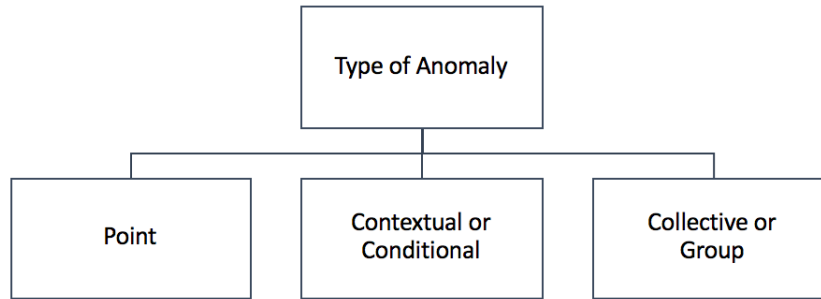 Type of Anomaly
Point
Contextual or
Conditional
Collective or
Group